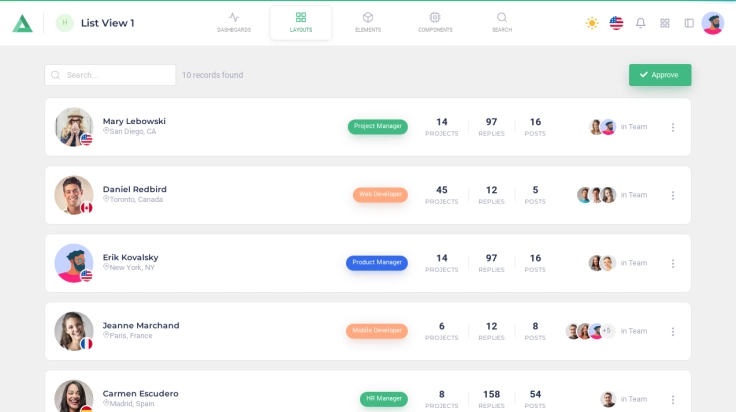 H
List View 1
DASHBOARDS
LAYOUTS
ELEMENTS
COMPONENTS
SEARCH
Search...
10 records found
Approve
Mary Lebowski
San Diego, CA
Project Manager
14 97 16
PROJECTS REPLIES POSTS
in Team
Daniel Redbird
Toronto, Canada
Web Developer
45 12 5
PROJECTS REPLIES POSTS
in Team
Erik Kovalsky
New York, NY
Product Manager
14 97 16
PROJECTS REPLIES POSTS
in Team
Jeanne Marchand
Paris, France
Mobile Developer
6 12 8
PROJECTS REPLIES POSTS
+5 in Team
Carmen Escudero
Madrid, Spain
HR Manager
8 158 54
PROJECTS REPLIES POSTS
in Team